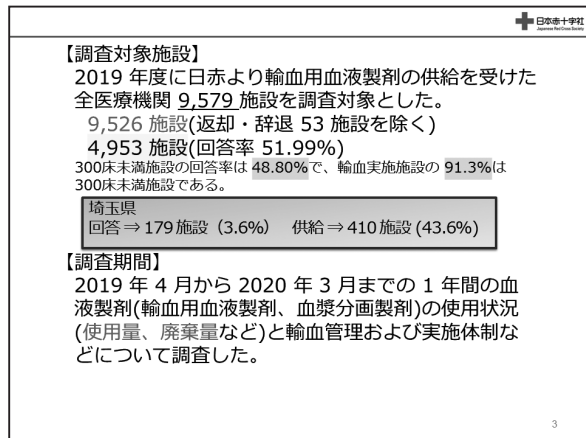 日本赤十字社
Japanese Red Cross Society
【調査対象施設】
2019 年度に日赤より輸血用血液製剤の供給を受けた
全医療機関 9,579 施設を調査対象とした。
9,526 施設(返却・辞退 53 施設を除く)
4,953 施設(回答率 51.99%)
300床未満施設の回答率は 48.80%で、輸血実施施設の 91.3%は
300床未満施設である。
埼玉県
回答⇒179施設（3.6%） 供給⇒410施設(43.6%)
【調査期間】
2019 年 4 月から 2020 年 3 月までの 1 年間の血
液製剤(輸血用血液製剤、血漿分画製剤)の使用状況
(使用量、廃棄量など)と輸血管理および実施体制な
どについて調査した。
3